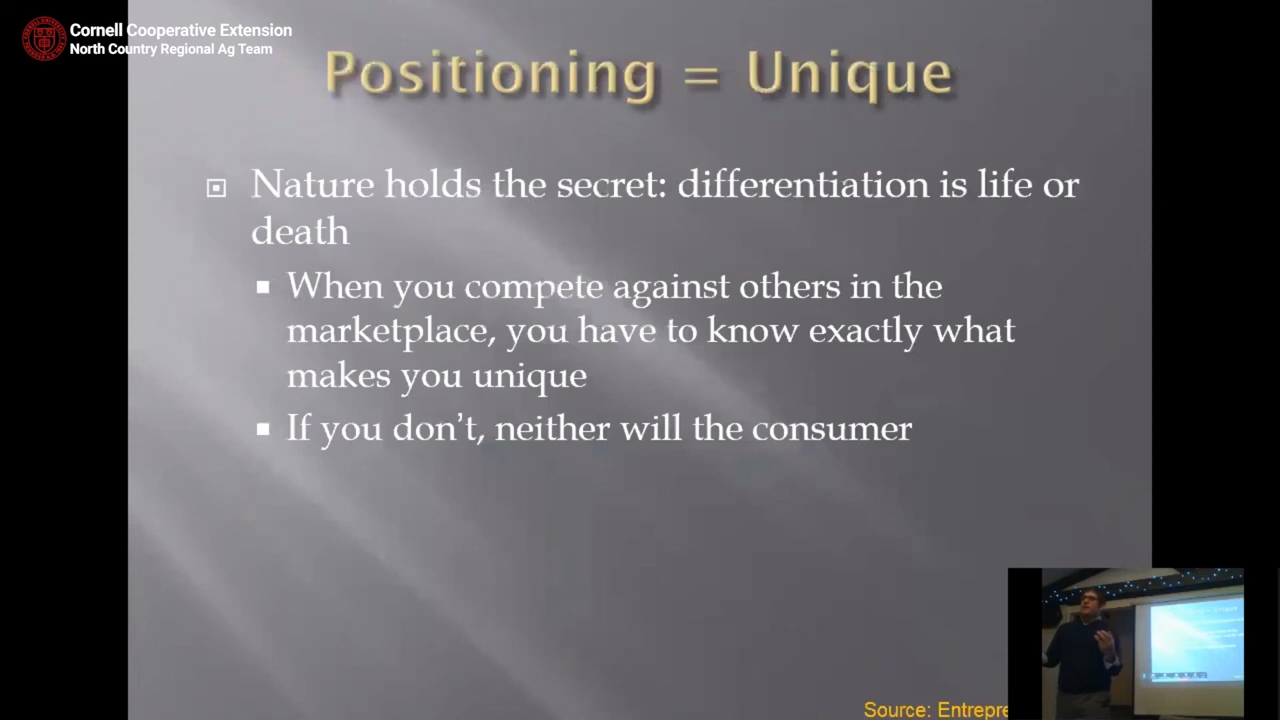 Cornell Cooperative Extension
North Country Regional Ag Team
Positioning = Unique
Nature holds the secret: differentiation is life or
death
When you compete against others in the
marketplace, you have to know exactly what
makes you unique
If you don’t, neither will the consumer
Source: Entrepre